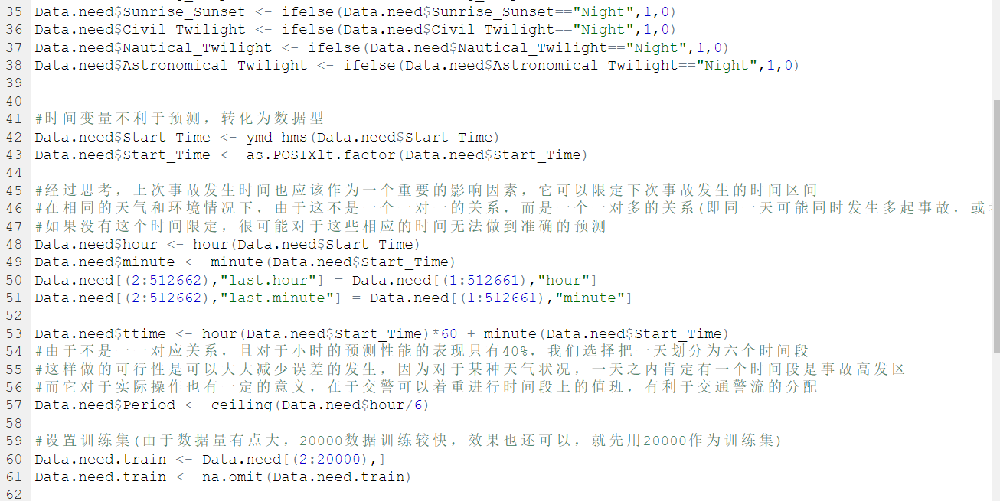 35 Data.need$Sunrise_Sunset <- ifelse(Data.need$Sunrise_Sunset=="Night",1,0)
36 Data.need$Civil_Twilight <- ifelse(Data.need$Civil_Twilight=="Night",1,0)
37 Data.need$Nautical_Twilight <- ifelse(Data.need$Nautical_Twilight=="Night",1,0)
38 Data.need$Astronomical_Twilight <- ifelse(Data.need$Astronomical_Twilight=="Night",1,0)
39
40
41 #时间变量不利于预测，转化为数据型
42 Data.need$Start_Time <- ymd_hms(Data.need$Start_Time)
43 Data.need$Start_Time <- as.POSIXlt.factor(Data.need$Start_Time)
44
45 #经过思考，上次事故发生时间也应该作为一个重要的影响因素，它可以限定下次事故发生的时间区间
46 #在相同的天气和环境情况下，由于这不是一个一对一的关系，而是一个一对多的关系(即同一天可能同时发生多起事故，或
47 #如果没有这个时间限定，很可能对于这些相应的时间无法做到准确的预测
48 Data.need$hour <- hour(Data.need$Start_Time)
49 Data.need$minute <- minute(Data.need$Start_Time)
50 Data.need[(2:512662),"last.hour"] = Data.need[(1:512661),"hour"]
51 Data.need[(2:512662),"last.minute"] = Data.need[(1:512661),"minute"]
52
53 Data.need$ttime <- hour(Data.need$Start_Time)*60 + minute(Data.need$Start_Time)
54 #由于不是一一对应关系，且对于小时的预测性能的表现只有40%，我们选择把一天划分为六个时间段
55 #这样做的可行性是可以大大减少误差的发生，因为对于某种天气状况，一天之内肯定有一个时间段是事故高发区
56 #而它对于实际操作也有一定的意义，在于交警可以着重进行时间段上的值班，有利于交通警流的分配
57 Data.need$Period <- ceiling(Data.need$hour/6)
58
59 #设置训练集(由于数据量有点大，20000数据训练较快，效果也还可以，就先用20000作为训练集)
60 Data.need.train <- Data.need[(2:20000),]
61 Data.need.train <- na.omit(Data.need.train)
62